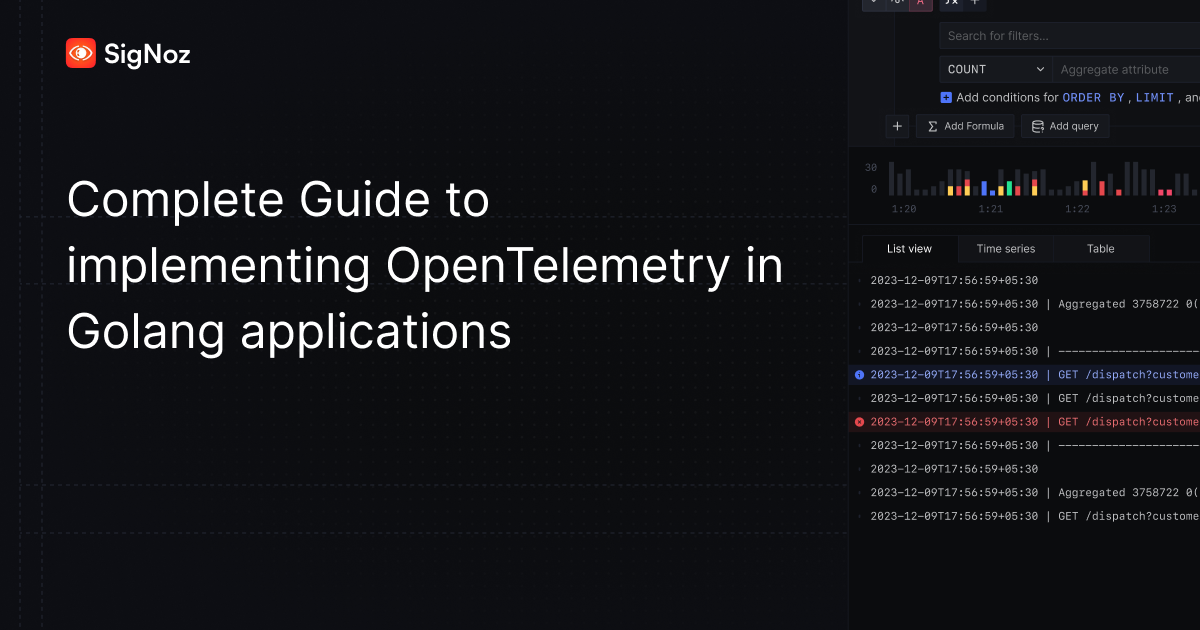 SigNoz
Complete Guide to
implementing OpenTelemetry in
Golang applications
Search for filters...
COUNT
Aggregate attribute
Add conditions for ORDER BY, LIMIT, an
Add Formula
Add query
30
0
1:20 1:21 1:22 1:23
List view Time series Table
2023-12-09T17:56:59+05:30
2023-12-09T17:56:59+05:30 | Aggregated 3758722 0(
2023-12-09T17:56:59+05:30
2023-12-09T17:56:59+05:30 | ---------------------
2023-12-09T17:56:59+05:30 | GET /dispatch?custome
2023-12-09T17:56:59+05:30 | GET /dispatch?custome
2023-12-09T17:56:59+05:30 | GET /dispatch?custome
2023-12-09T17:56:59+05:30 | ---------------------
2023-12-09T17:56:59+05:30
2023-12-09T17:56:59+05:30 | Aggregated 3758722 0(
2023-12-09T17:56:59+05:30 | GET /dispatch?custome